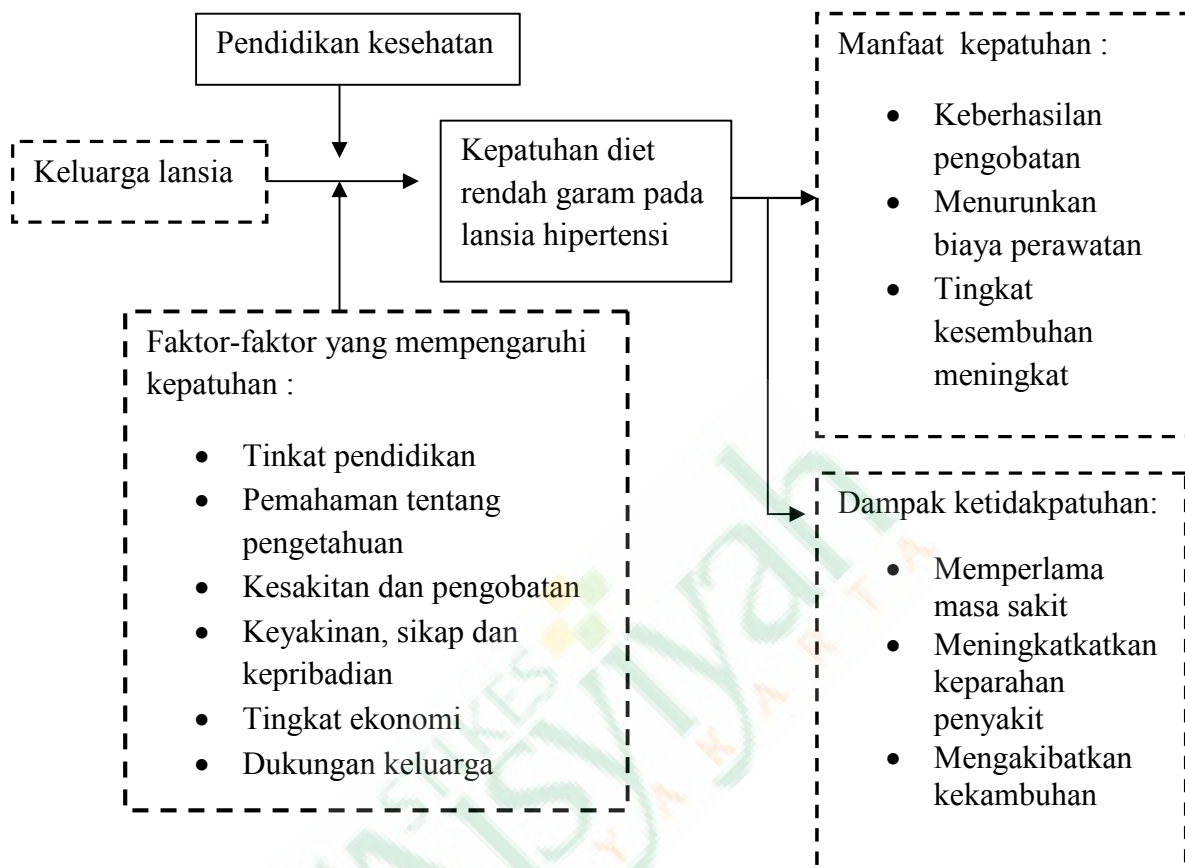 Pendidikan kesehatan
Keluarga lansia
Kepatuhan diet
rendah garam pada
lansia hipertensi
Faktor-faktor yang mempengaruhi
kepatuhan :
• Tinkat pendidikan
• Pemahaman tentang
pengetahuan
• Kesakitan dan pengobatan
• Keyakinan, sikap dan
kepribadian
• Tingkat ekonomi
• Dukungan keluarga
Manfaat kepatuhan :
• Keberhasilan
pengobatan
• Menurunkan
biaya perawatan
• Tingkat
kesembuhan
meningkat
Dampak ketidakpatuhan:
• Memperlama
masa sakit
• Meningkatkatkan
keparahan
penyakit
• Mengakibatkan
kekambuhan
STIKES